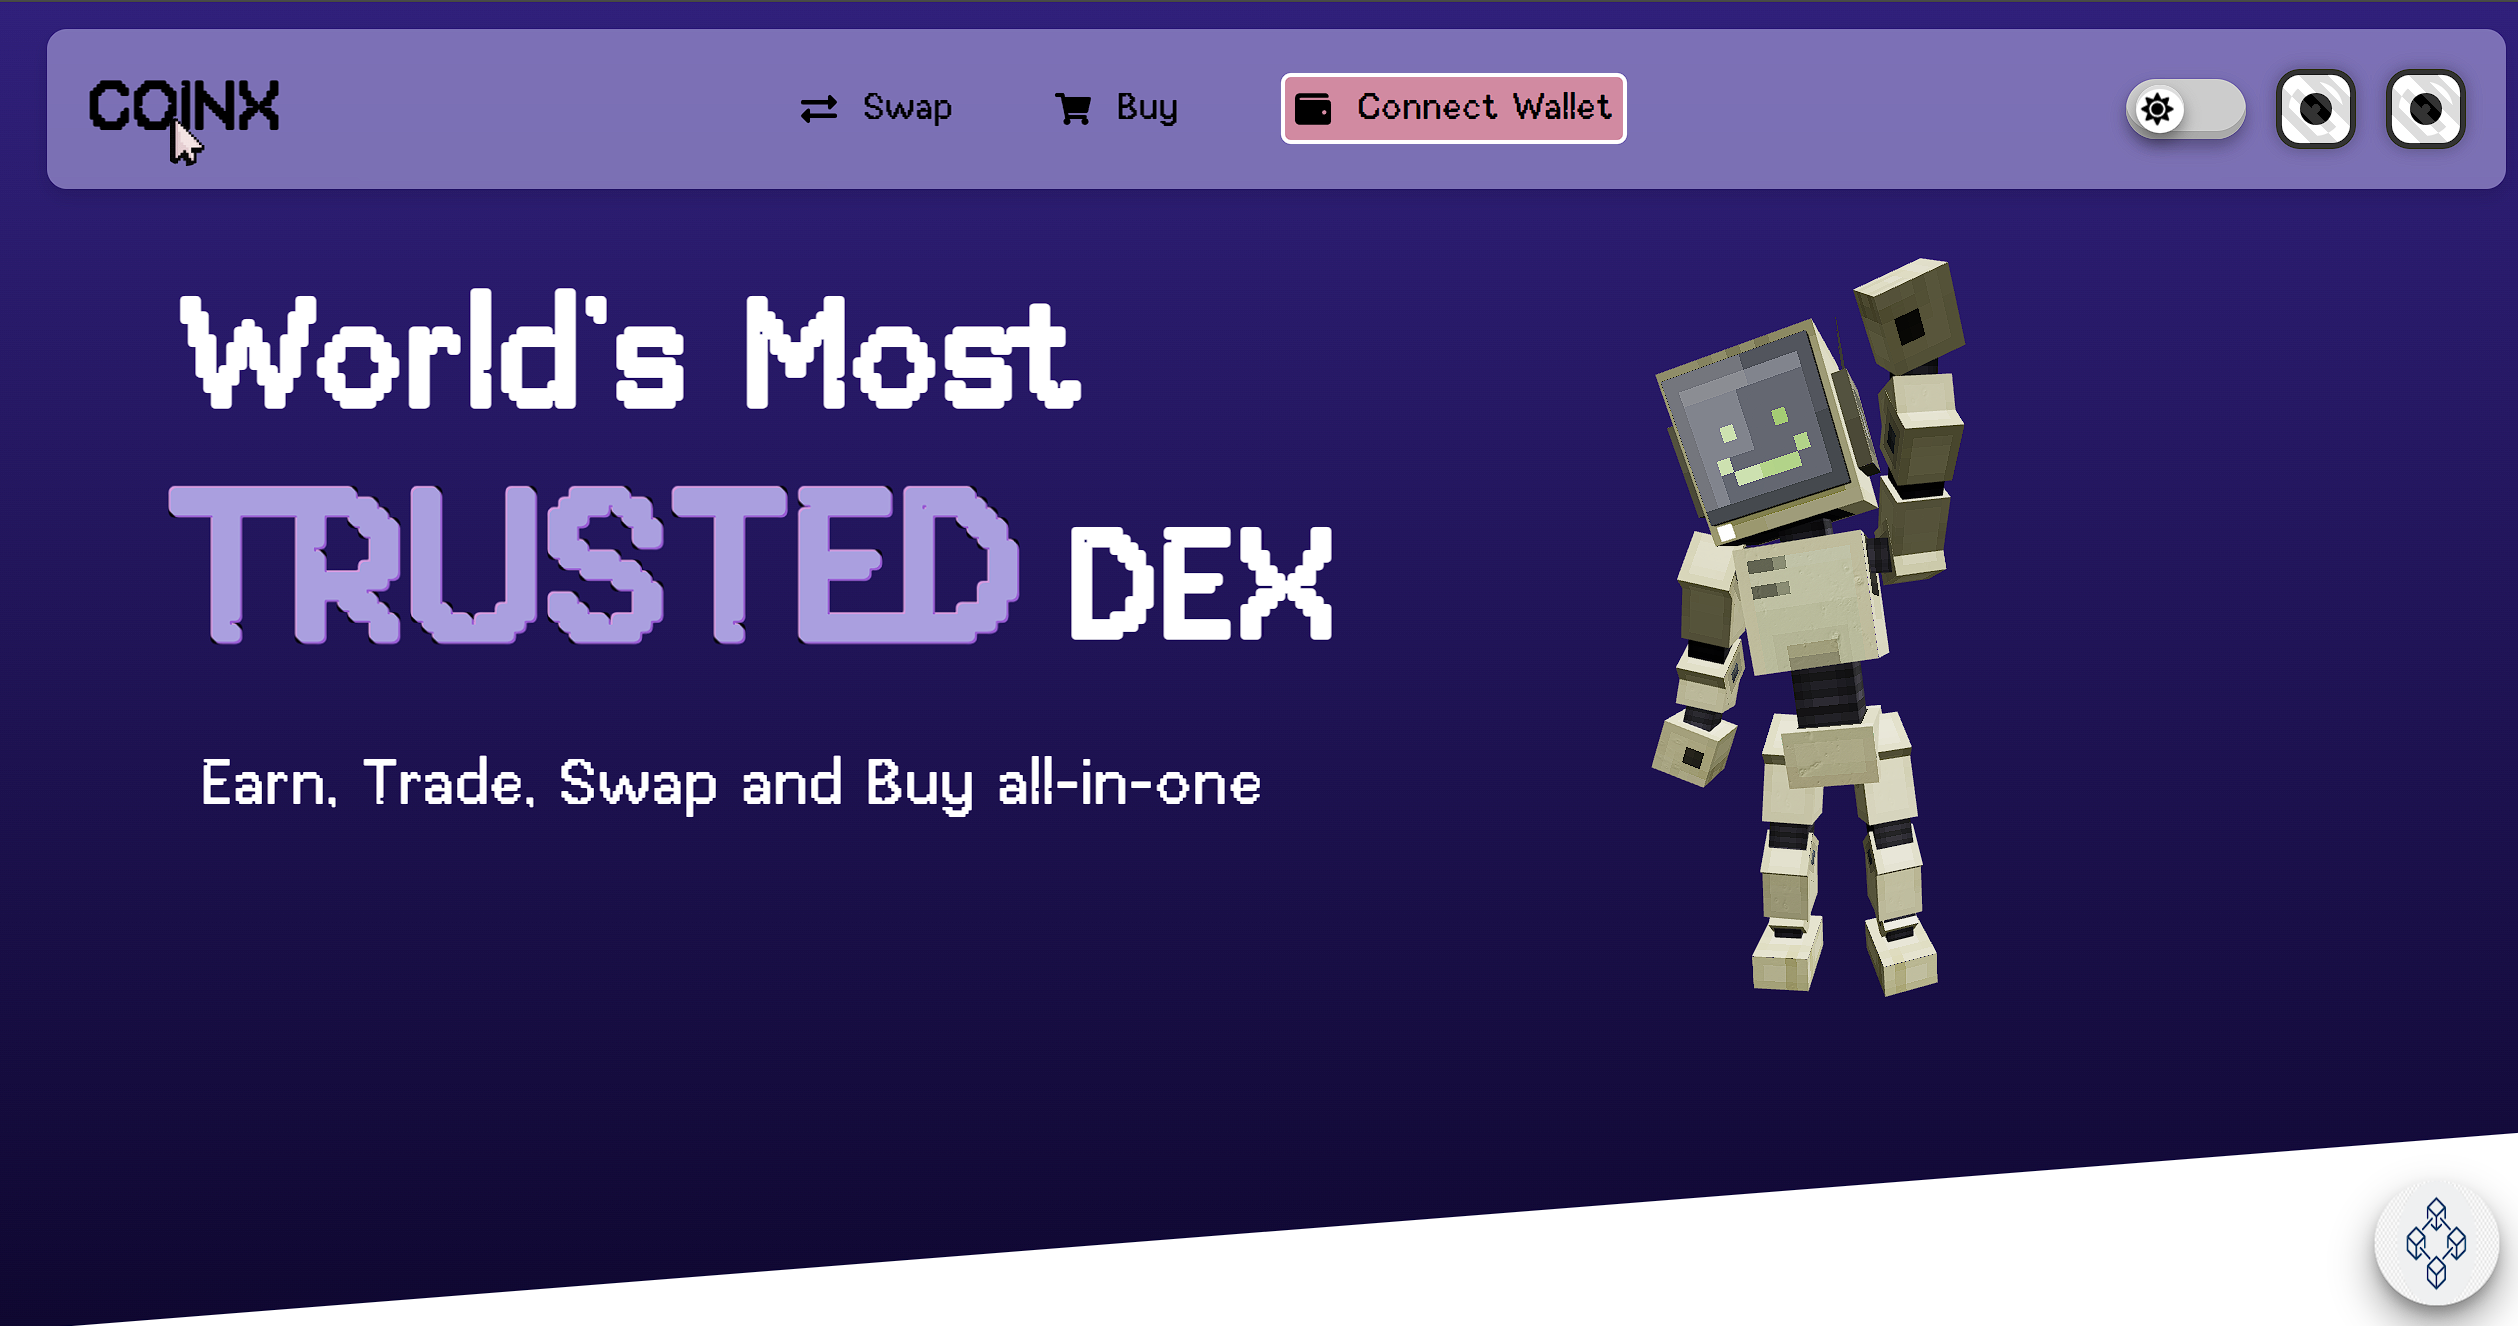 COiNX
Swap
Buy
Connect Wallet
World's Most
TRUSTED DEX
Earn, Trade, Swap and Buy all-in-one